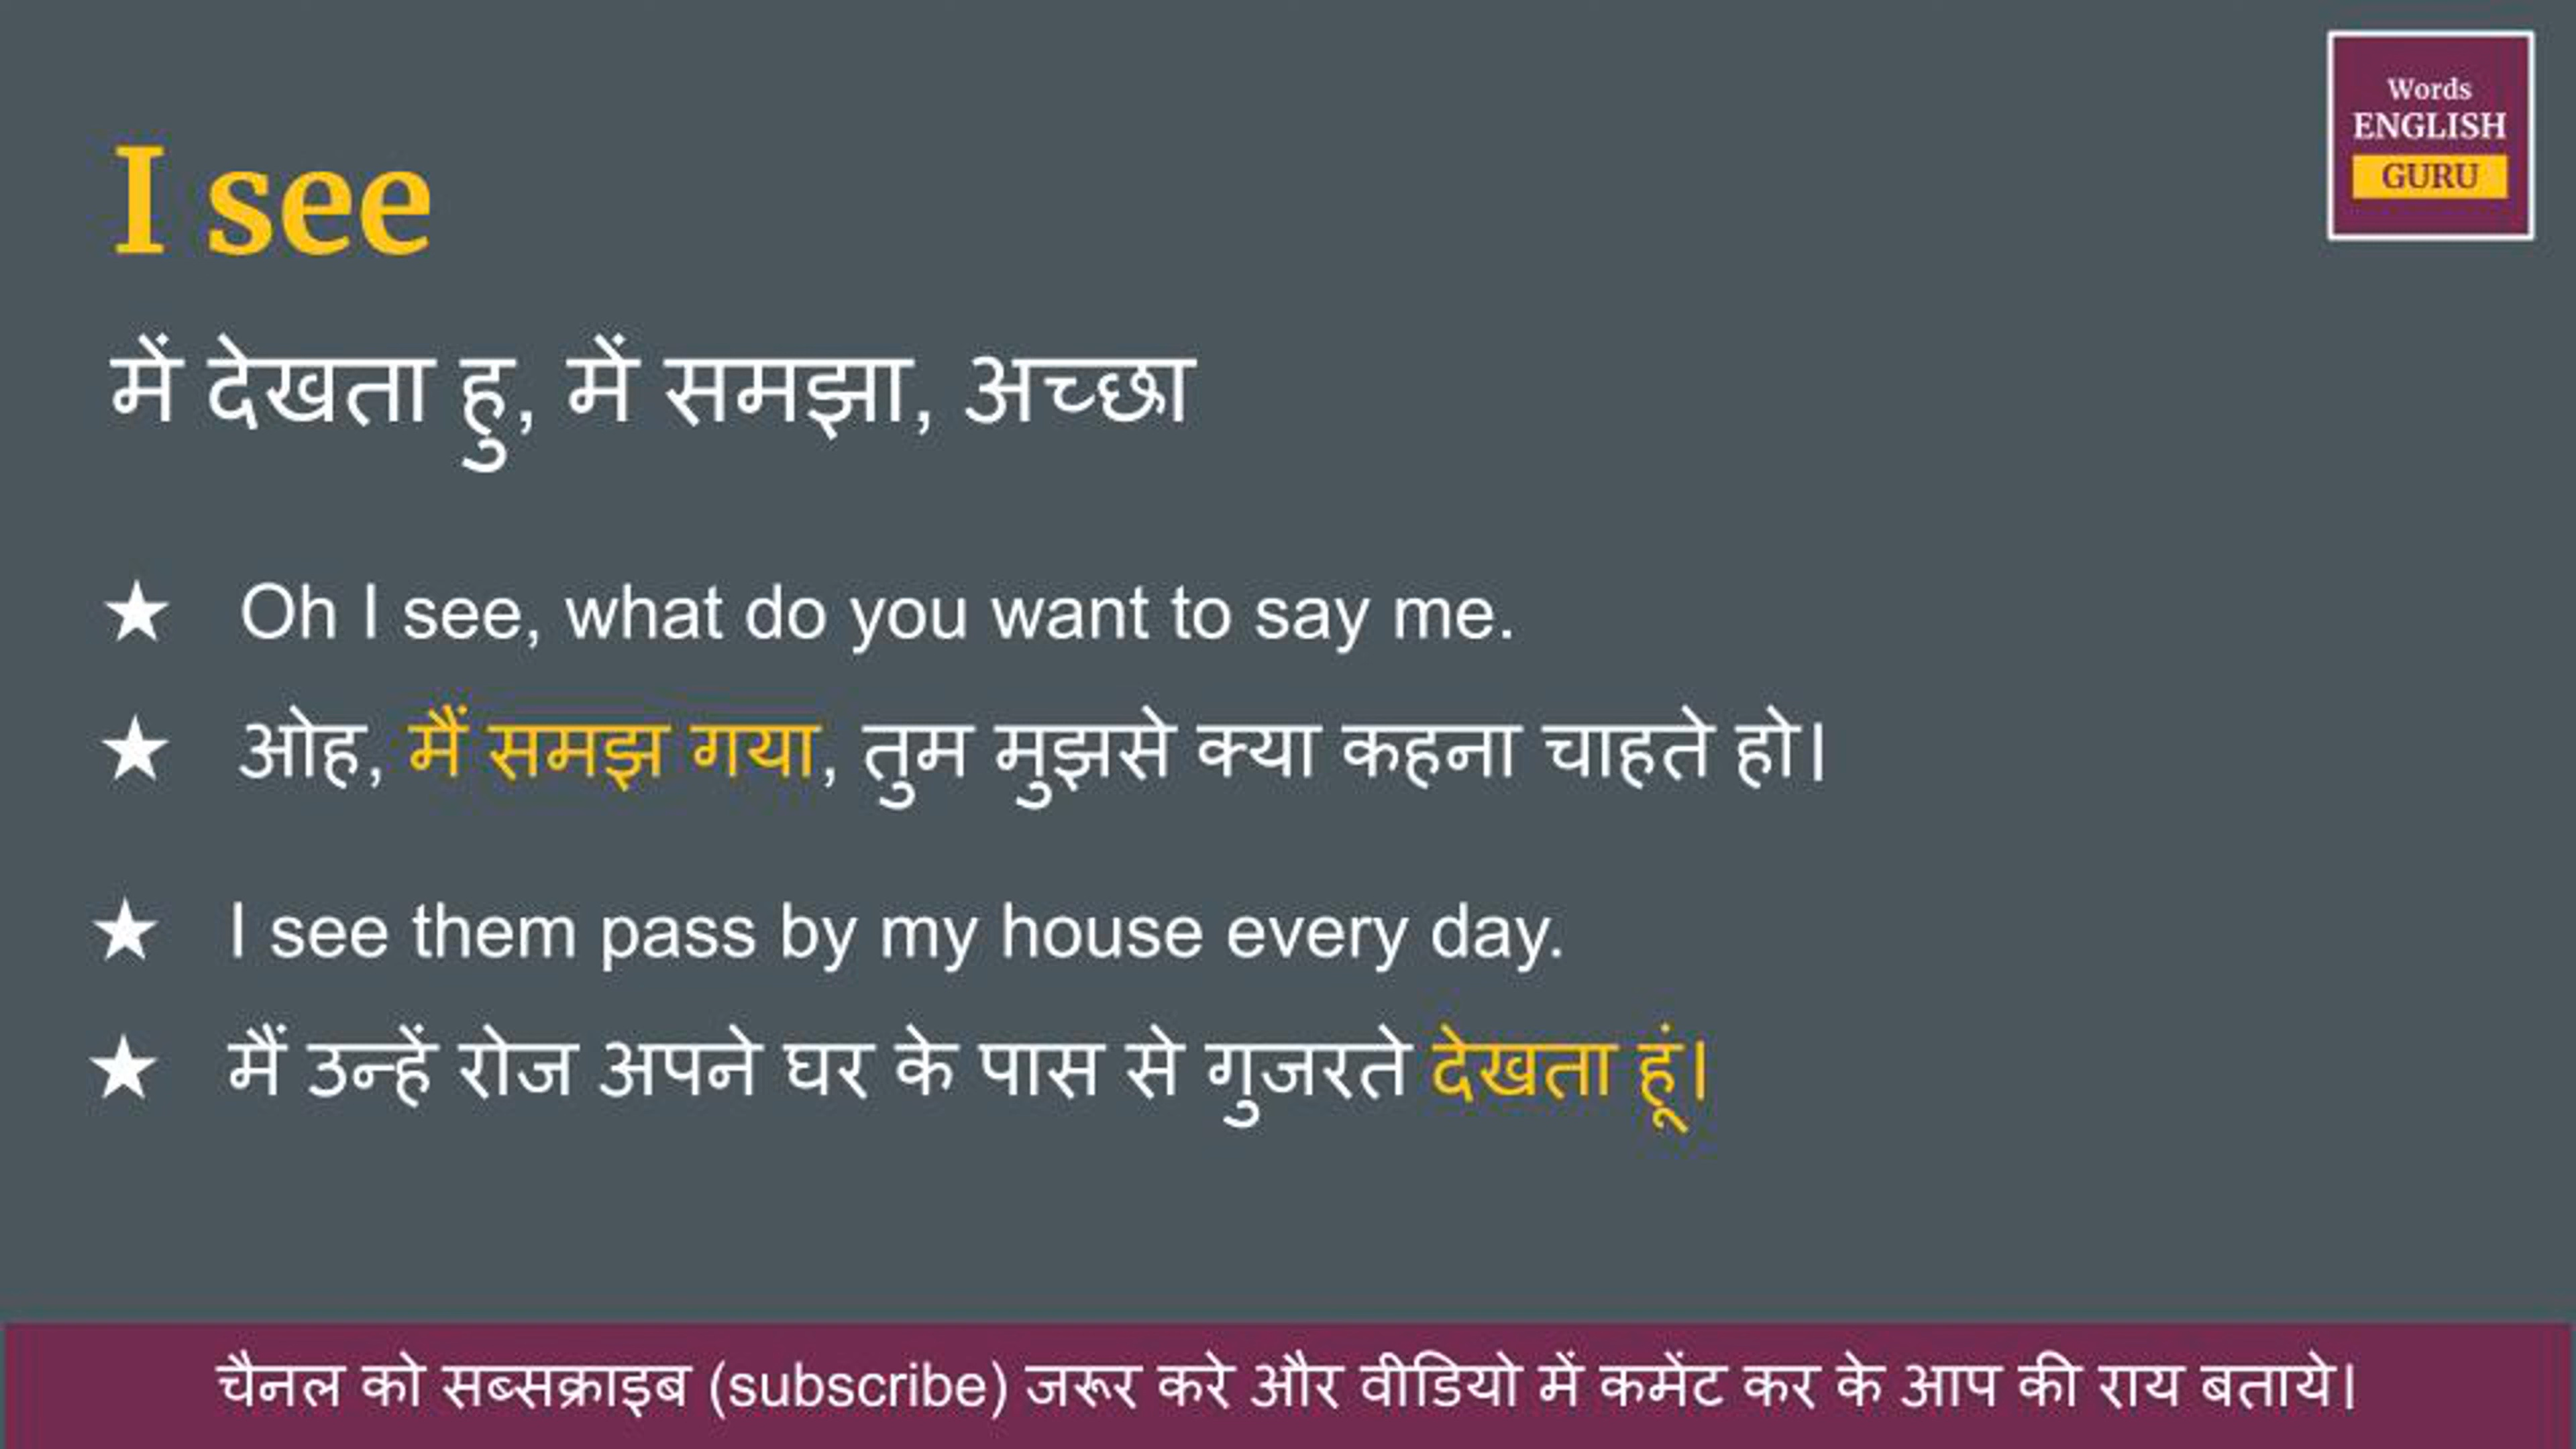 Words
ENGLISH
GURU
I see
में देखता हु, में समझा, अच्छा
★ Oh I see, what do you want to say me.
★ ओह, मैं समझ गया, तुम मुझसे क्या कहना चाहते हो।
★ I see them pass by my house every day.
★ मैं उन्हें रोज अपने घर के पास से गुजरते देखता हूं।
चैनल को सब्सक्राइब (subscribe) जरूर करे और वीडियो में कमेंट कर के आप की राय बताये।